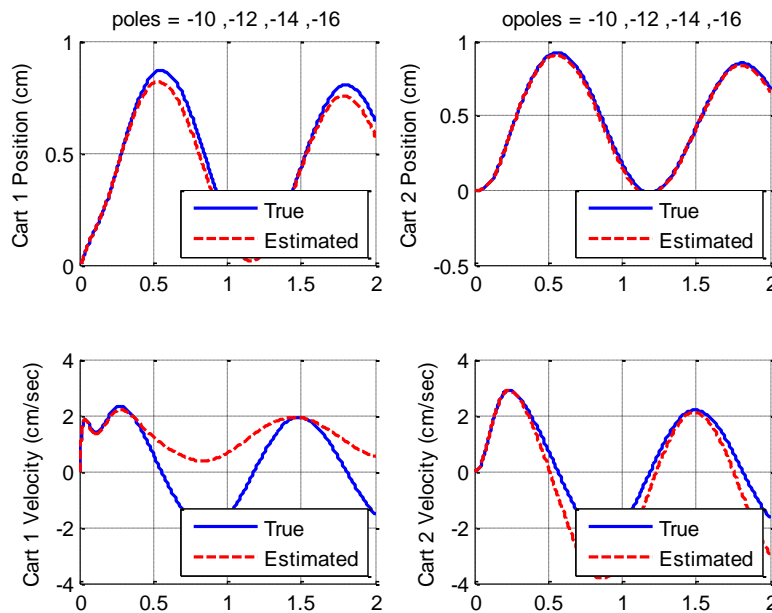 poles = -10 ,-12 ,-14 ,-16
1
0.5
0
Cart 1 Position (cm)
0 0.5 1 1.5 2
True
Estimated
opoles = -10 ,-12 ,-14 ,-16
1
0.5
0
-0.5
Cart 2 Position (cm)
0 0.5 1 1.5 2
True
Estimated
4
2
0
-2
-4
Cart 1 Velocity (cm/sec)
0 0.5 1 1.5 2
True
Estimated
4
2
0
-2
-4
Cart 2 Velocity (cm/sec)
0 0.5 1 1.5 2
True
Estimated